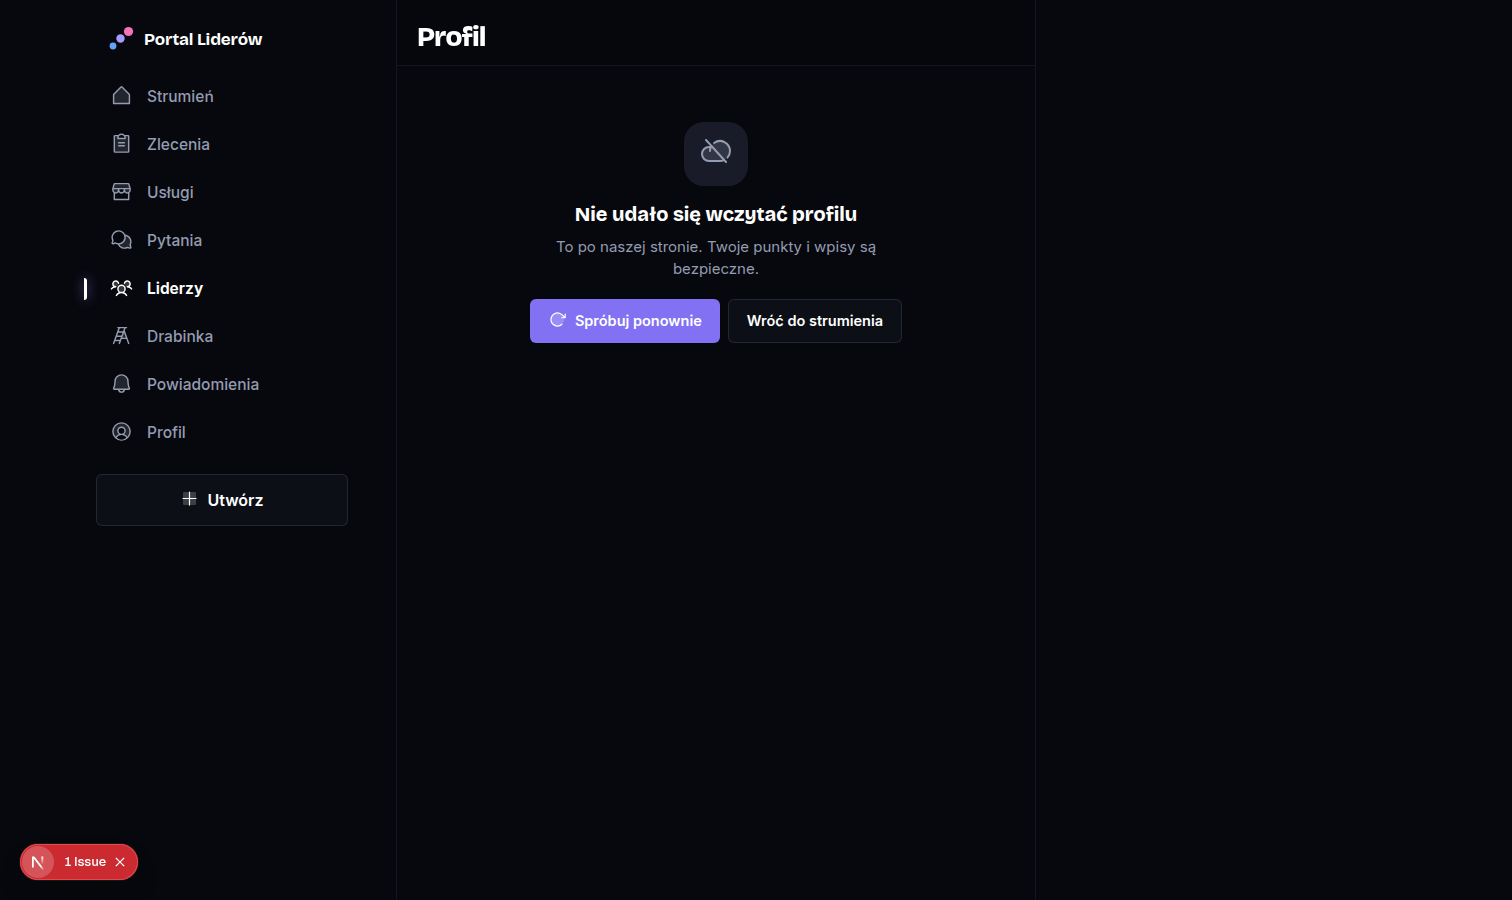 Portal Liderów
Strumień
Zlecenia
Usługi
Pytania
Liderzy
Drabinka
Powiadomienia
Profil
Utwórz
Profil
Nie udało się wczytać profilu
To po naszej stronie. Twoje punkty i wpisy są
bezpieczne.
Spróbuj ponownie
Wróć do strumienia
N
1 Issue